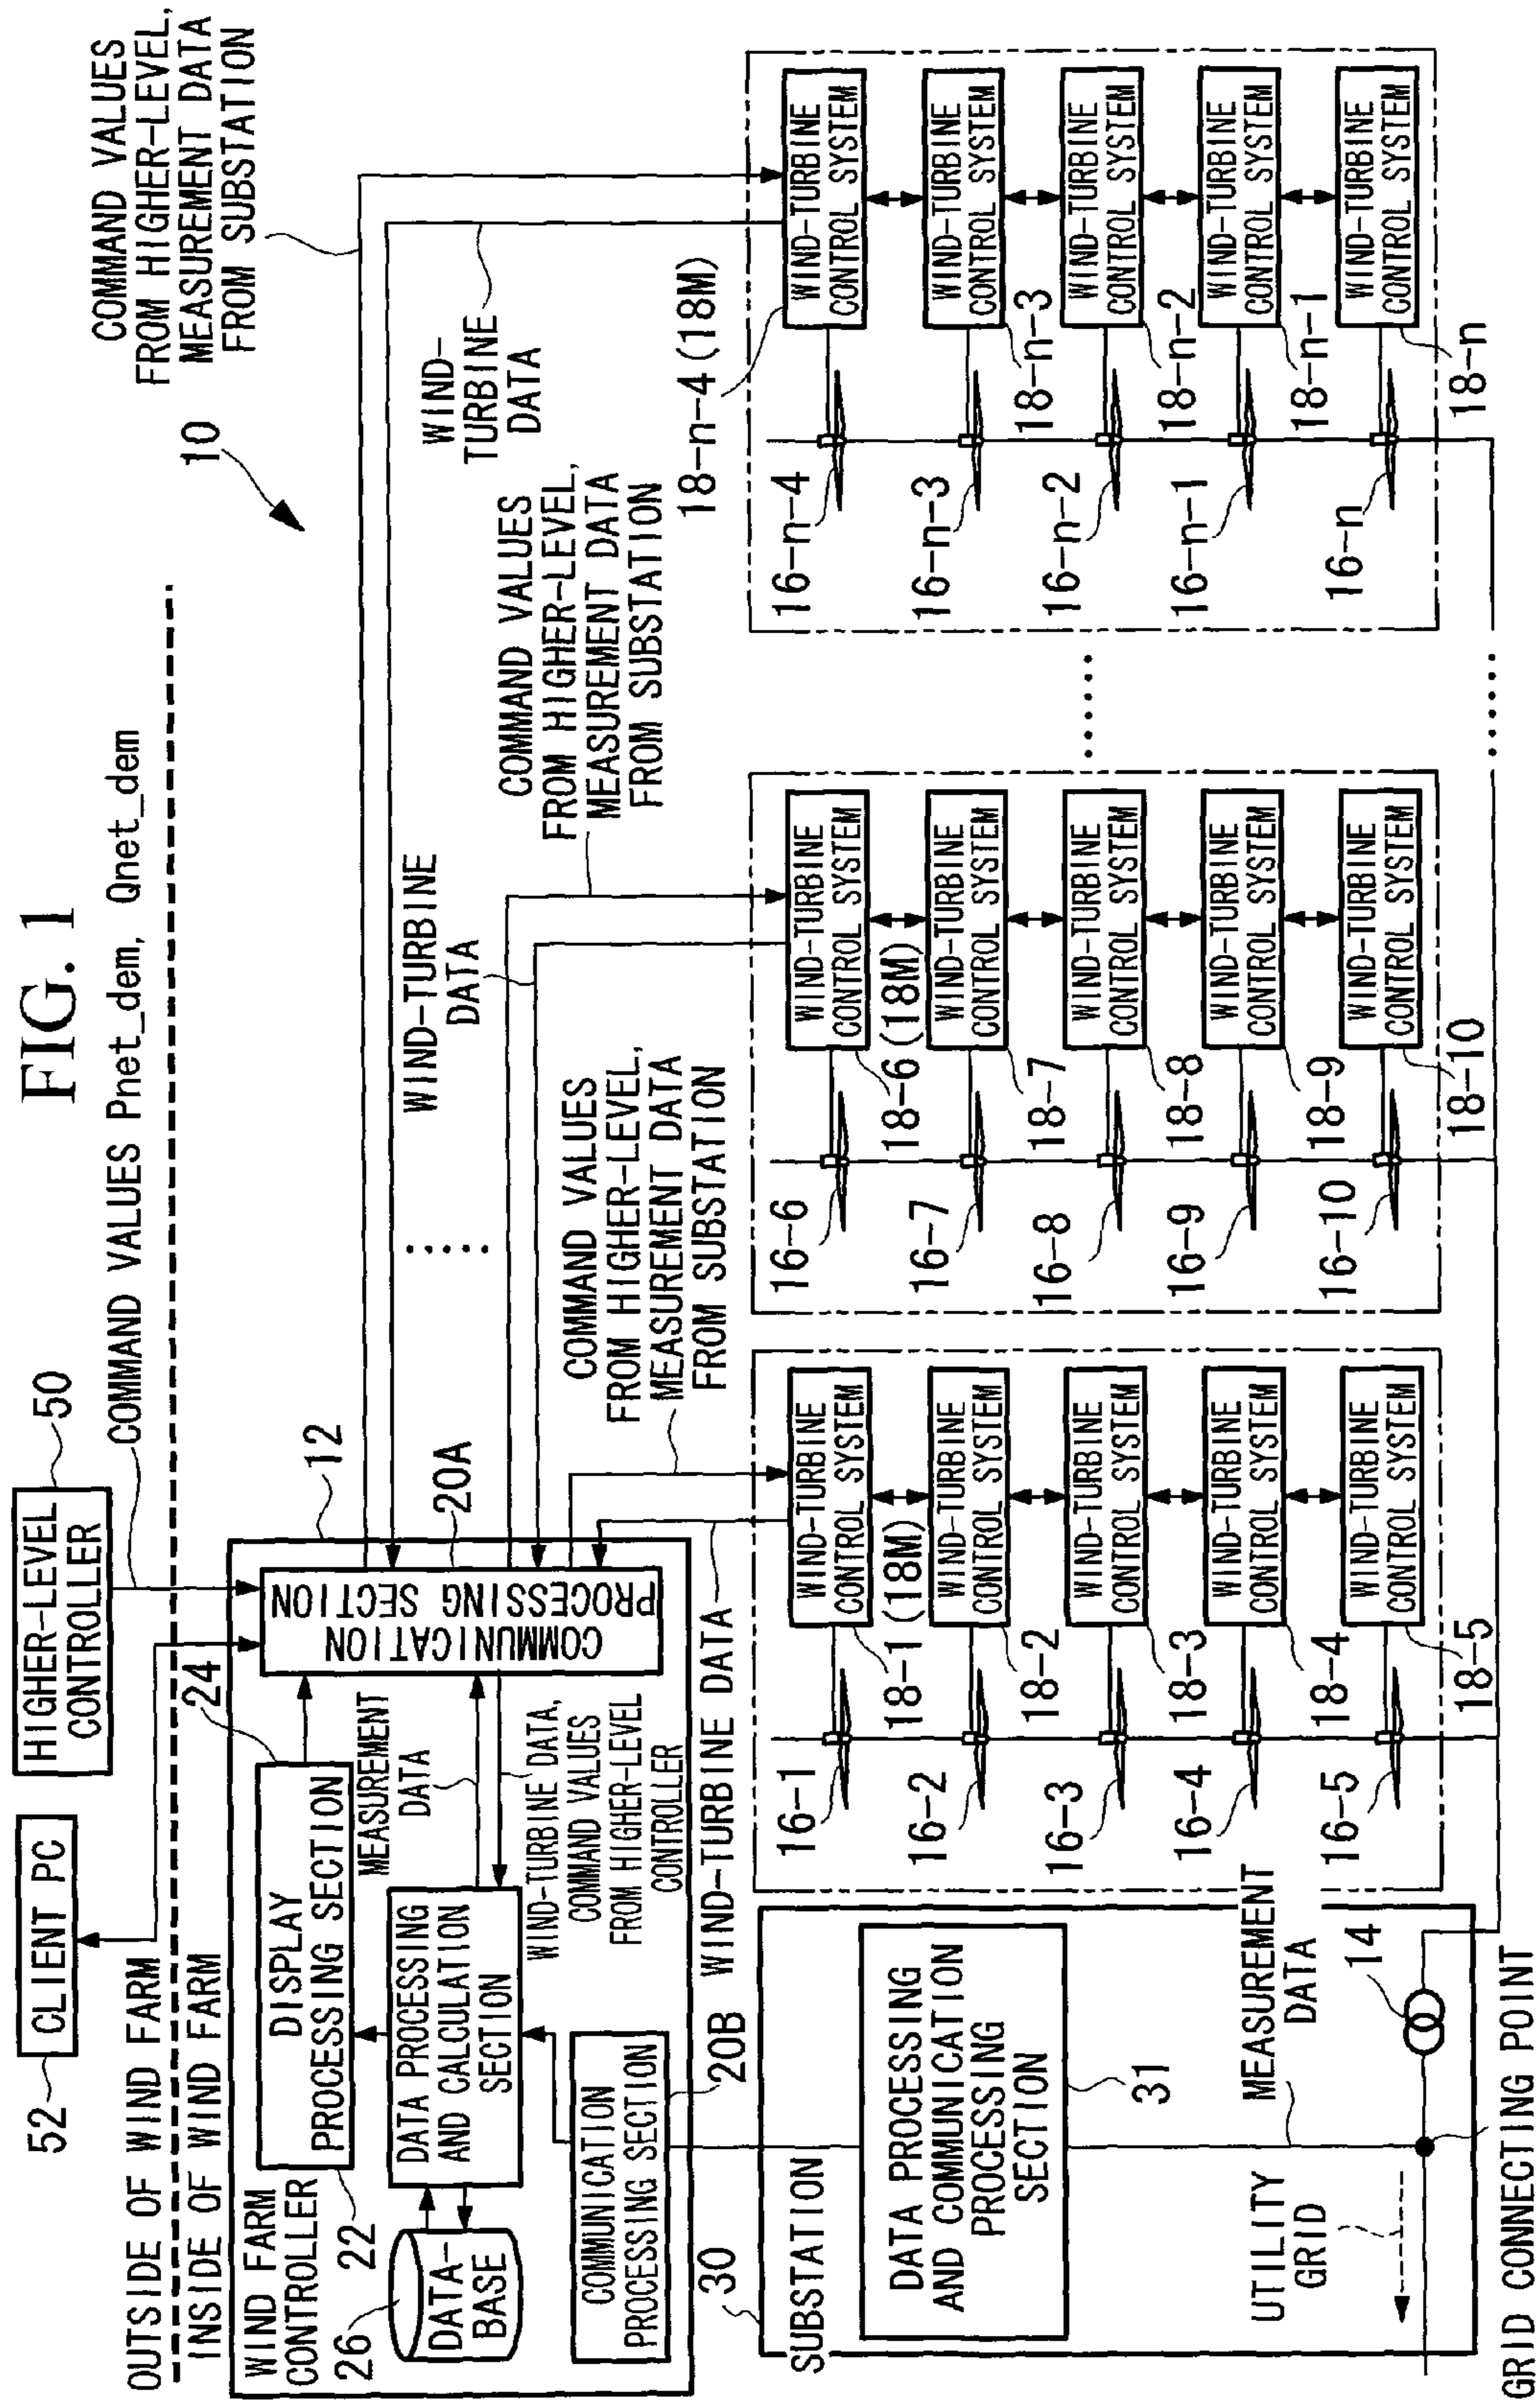 FIG. 1
52
CLIENT PC
HIGHER-LEVEL
CONTROLLER
50
COMMAND VALUES Pnet_dem, Qnet_dem
OUTSIDE OF WIND FARM
INSIDE OF WIND FARM
10
COMMAND VALUES
FROM HIGHER-LEVEL,
MEASUREMENT DATA
FROM SUBSTATION
WIND FARM
CONTROLLER
22
24
12
DISPLAY
PROCESSING SECTION
COMMUNICATION
PROCESSING SECTION
20A
MEASUREMENT
DATA
26
DATA-
BASE
DATA PROCESSING
AND CALCULATION
SECTION
WIND-TURBINE DATA,
COMMAND VALUES
FROM HIGHER-LEVEL
CONTROLLER
COMMUNICATION
PROCESSING SECTION
20B
WIND-TURBINE DATA
COMMAND VALUES
FROM HIGHER-LEVEL,
MEASUREMENT DATA
FROM SUBSTATION
WIND-TURBINE
DATA
COMMAND VALUES
FROM HIGHER-LEVEL,
MEASUREMENT DATA
FROM SUBSTATION
WIND-
TURBINE
DATA
30
SUBSTATION
DATA PROCESSING
AND COMMUNICATION
PROCESSING
SECTION
31
MEASUREMENT
DATA
14
UTILITY
GRID
GRID CONNECTING POINT
16-1
WIND-TURBINE
CONTROL SYSTEM
18-1 (18M)
16-2
WIND-TURBINE
CONTROL SYSTEM
18-2
16-3
WIND-TURBINE
CONTROL SYSTEM
18-3
16-4
WIND-TURBINE
CONTROL SYSTEM
18-4
16-5
WIND-TURBINE
CONTROL SYSTEM
18-5
16-6
WIND-TURBINE
CONTROL SYSTEM
18-6 (18M)
16-7
WIND-TURBINE
CONTROL SYSTEM
18-7
16-8
WIND-TURBINE
CONTROL SYSTEM
18-8
16-9
WIND-TURBINE
CONTROL SYSTEM
18-9
16-10
WIND-TURBINE
CONTROL SYSTEM
18-10
18-n-4 (18M)
16-n-4
WIND-TURBINE
CONTROL SYSTEM
16-n-3
WIND-TURBINE
CONTROL SYSTEM
18-n-3
16-n-2
WIND-TURBINE
CONTROL SYSTEM
18-n-2
16-n-1
WIND-TURBINE
CONTROL SYSTEM
18-n-1
16-n
WIND-TURBINE
CONTROL SYSTEM
18-n